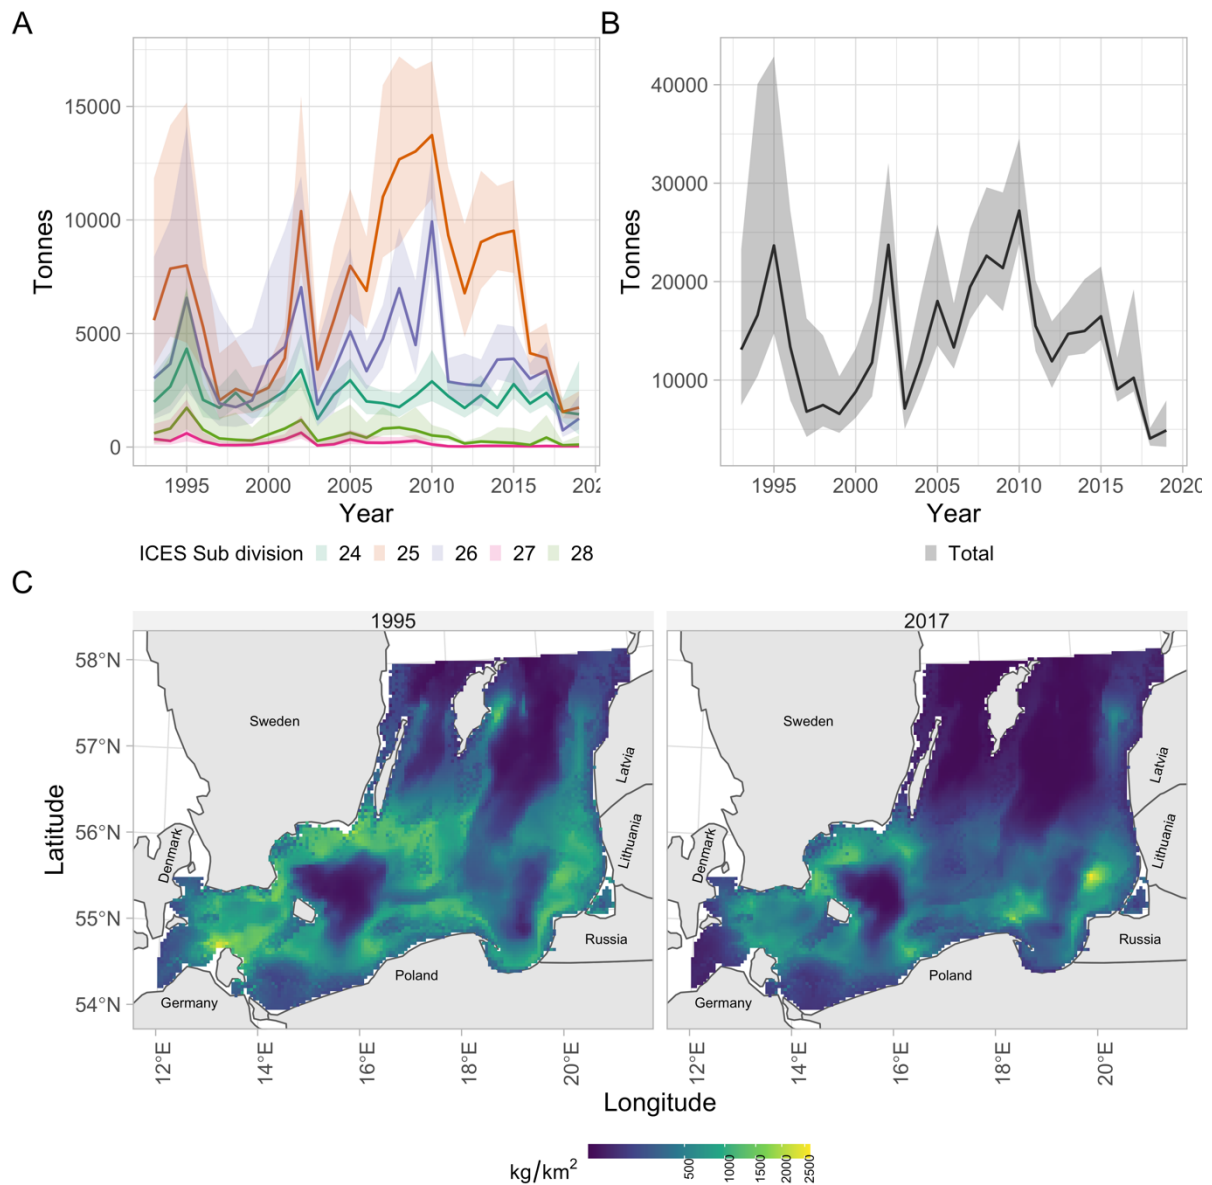 A
B
15000
10000
5000
0
Tonnes
1995
2000
2005
2010
2015
202
Year
ICES Sub division 24 25 26 27 28
40000
30000
20000
10000
Tonnes
1995
2000
2005
2010
2015
2020
Year
Total
C
1995
2017
58°N
57°N
56°N
55°N
54°N
Latitude
Sweden
Denmark
Germany
Poland
Russia
Lithuania
Latvia
Sweden
Denmark
Germany
Poland
Russia
Lithuania
Latvia
12°E
14°E
16°E
18°E
20°E
12°E
14°E
16°E
18°E
20°E
Longitude
kg/km²
500
1000
1500
2000
2500